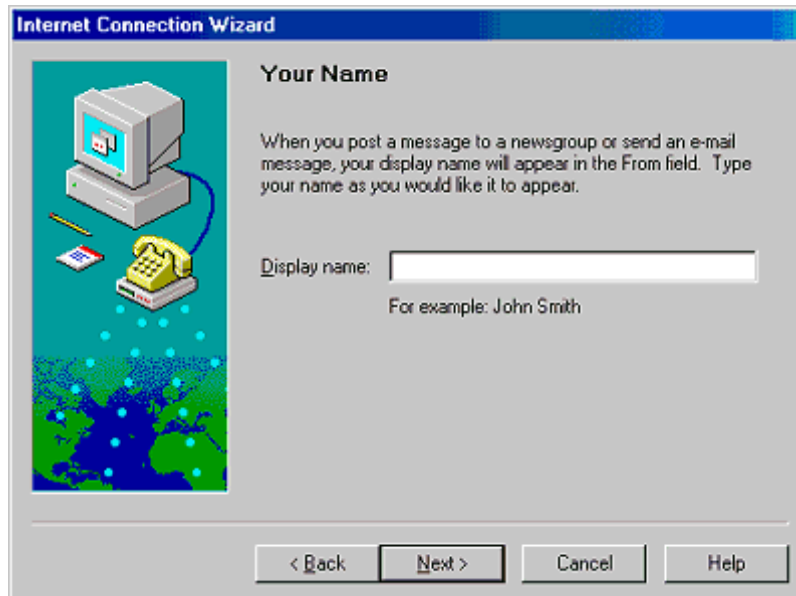 Internet Connection Wizard
Your Name
When you post a message to a newsgroup or send an e-mail
message, your display name will appear in the From field.  Type
your name as you would like it to appear.
Display name:
For example: John Smith
< Back Next > Cancel Help